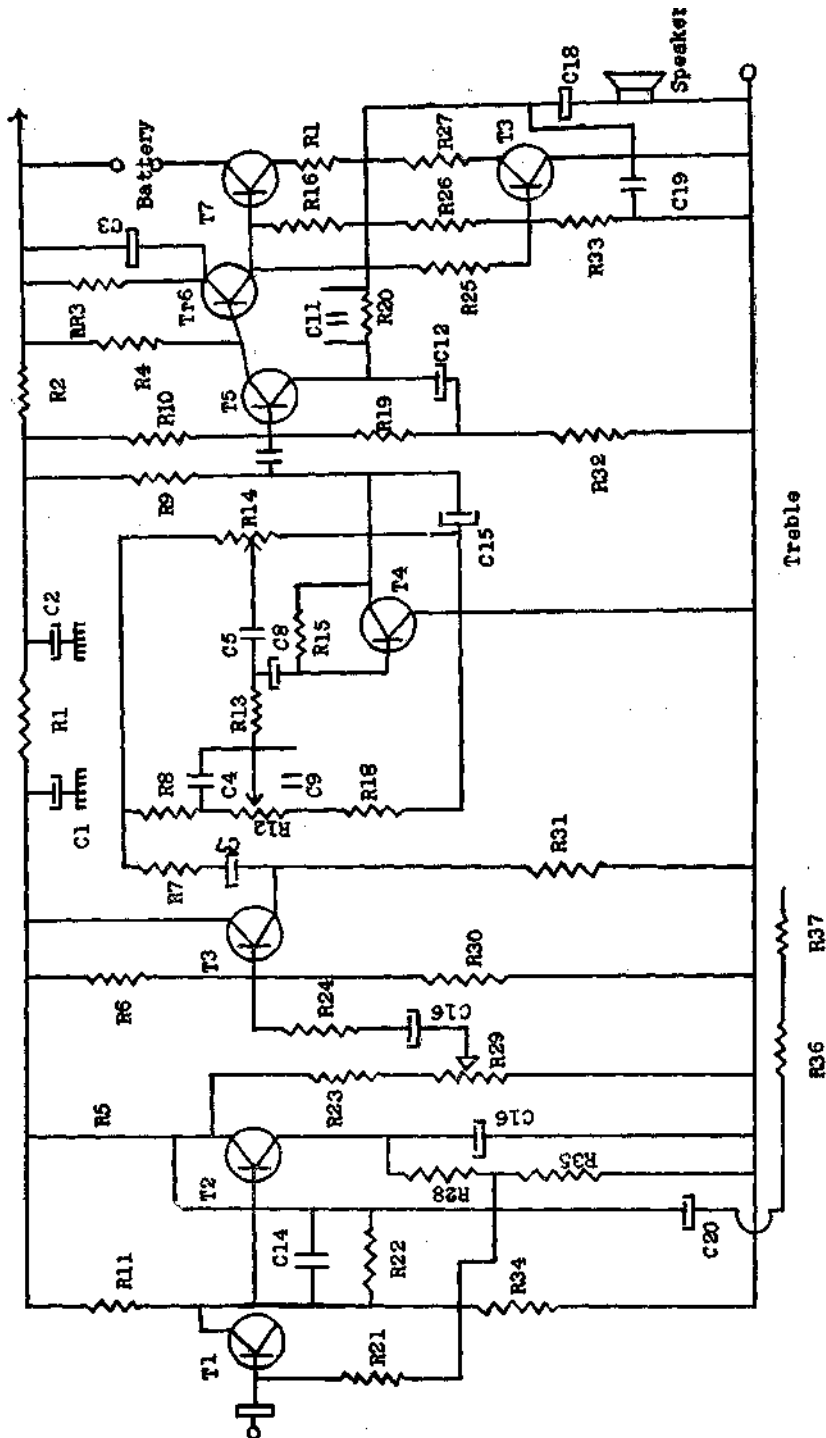 R1
C2
R2
C1
C3
R11
R5
R6
R8
R9
R10
R4
Battery
R7
C4
T1
T2
T3
R12
C9
R13
C5
C8
R14
T5
Tr6
T7
C14
R24
R15
C11
R16
R1
R22
R23
R18
T4
R20
R21
C16
R19
C12
R25
R26
R27
R28
R29
R30
C15
T3
R34
R35
C16
R31
R32
R33
C19
C18
C20
Speaker
R36
R37
Treble